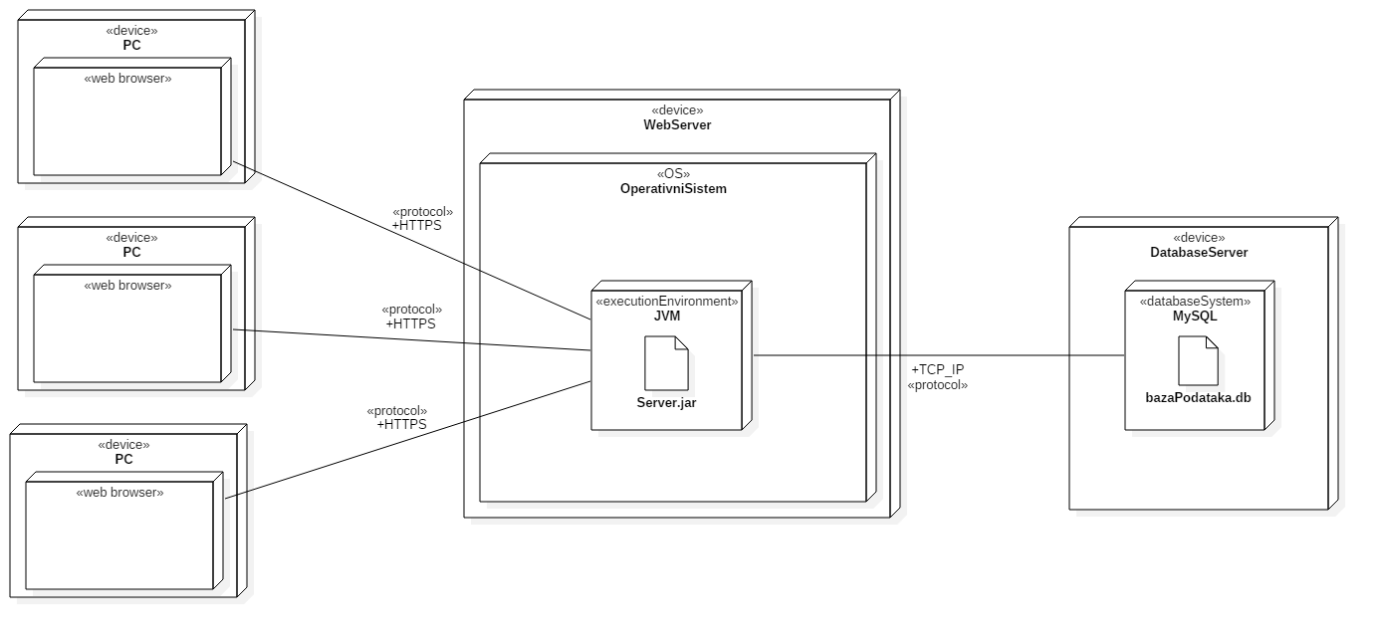 «device»
PC
«web browser»
«device»
PC
«web browser»
«device»
PC
«web browser»
«protocol»
+HTTPS
«protocol»
+HTTPS
«protocol»
+HTTPS
«device»
WebServer
«OS»
OperativniSistem
«executionEnvironment»
JVM
Server.jar
+TCP_IP
«protocol»
«device»
DatabaseServer
«databaseSystem»
MySQL
bazaPodataka.db